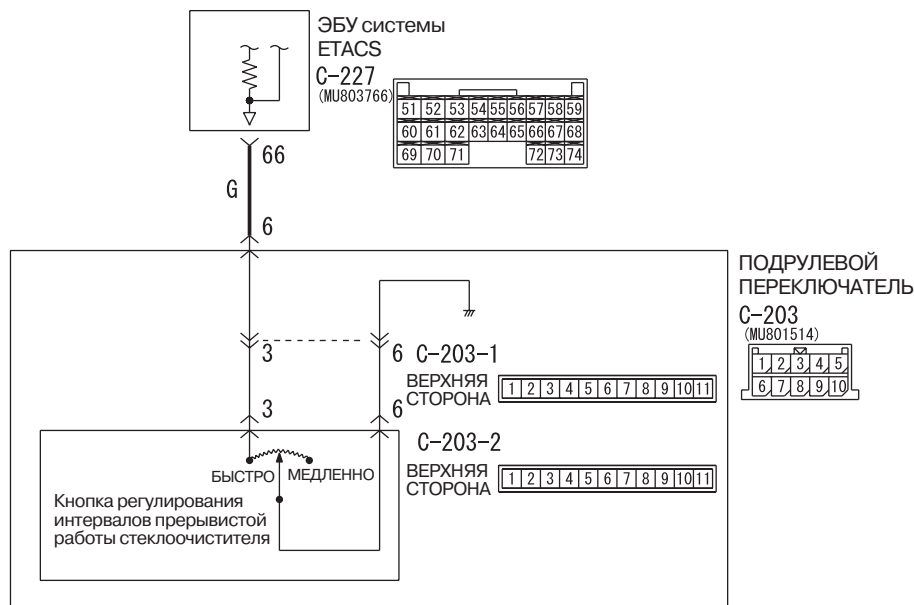 ЭБУ системы
ETACS
C-227
(MU803766)
51 52 53 54 55 56 57 58 59
60 61 62 63 64 65 66 67 68
69 70 71 72 73 74
66
G
6
ПОДРУЛЕВОЙ
ПЕРЕКЛЮЧАТЕЛЬ
C-203
(MU801514)
1 2 3 4 5
6 7 8 9 10
3 6 C-203-1
ВЕРХНЯЯ
СТОРОНА
1 2 3 4 5 6 7 8 9 10 11
3 6
C-203-2
ВЕРХНЯЯ
СТОРОНА
1 2 3 4 5 6 7 8 9 10 11
БЫСТРО МЕДЛЕННО
Кнопка регулирования
интервалов прерывистой
работы стеклоочистителя